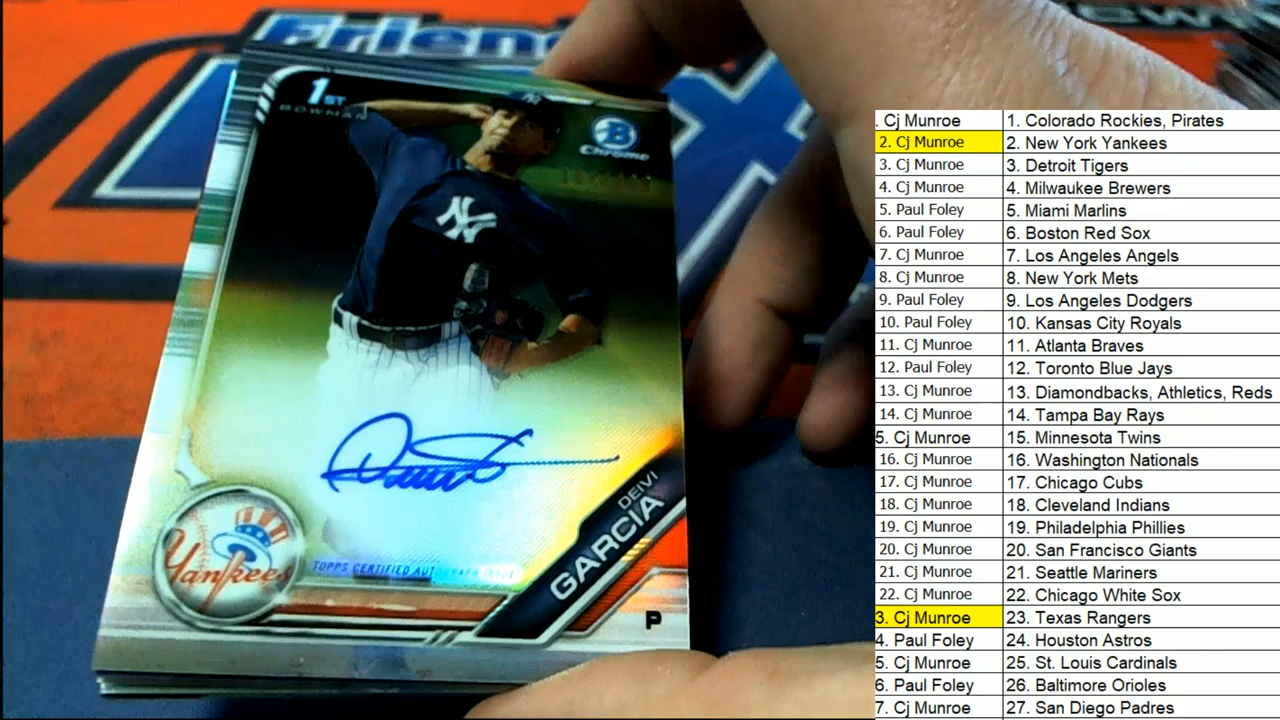 Frien
1ST
BOWMAN
B
Chrome
NY
Yankees
TOPPS CERTIFIED AUTOGRAPH ISSUE
DEIVI
GARCIA
P
. Cj Munroe 1. Colorado Rockies, Pirates
2. Cj Munroe 2. New York Yankees
3. Cj Munroe 3. Detroit Tigers
4. Cj Munroe 4. Milwaukee Brewers
5. Paul Foley 5. Miami Marlins
6. Paul Foley 6. Boston Red Sox
7. Cj Munroe 7. Los Angeles Angels
8. Cj Munroe 8. New York Mets
9. Paul Foley 9. Los Angeles Dodgers
10. Paul Foley 10. Kansas City Royals
11. Cj Munroe 11. Atlanta Braves
12. Paul Foley 12. Toronto Blue Jays
13. Cj Munroe 13. Diamondbacks, Athletics, Reds
14. Cj Munroe 14. Tampa Bay Rays
5. Cj Munroe 15. Minnesota Twins
16. Cj Munroe 16. Washington Nationals
17. Cj Munroe 17. Chicago Cubs
18. Cj Munroe 18. Cleveland Indians
19. Cj Munroe 19. Philadelphia Phillies
20. Cj Munroe 20. San Francisco Giants
21. Cj Munroe 21. Seattle Mariners
22. Cj Munroe 22. Chicago White Sox
3. Cj Munroe 23. Texas Rangers
4. Paul Foley 24. Houston Astros
5. Cj Munroe 25. St. Louis Cardinals
6. Paul Foley 26. Baltimore Orioles
7. Cj Munroe 27. San Diego Padres